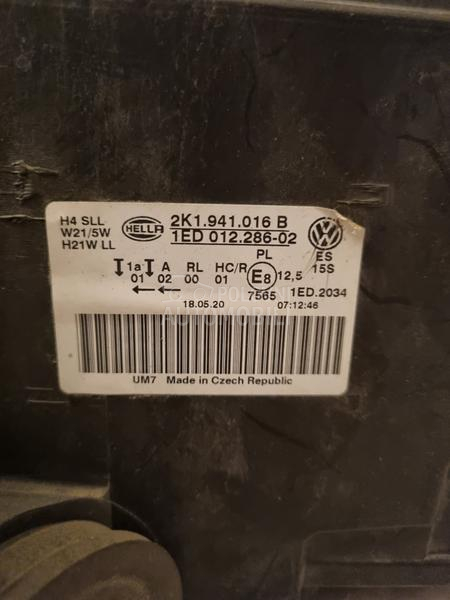 H4 SLL
W21/5W
H21W LL
HELLA
2K1.941.016 B
1ED 012.286-02
ES
15S
1a A RL HC/R PL
01 02 00 01 E8 12,5
7565 1ED.2034
18.05.20 07:12:46
UM7 Made in Czech Republic
POLOVNI
AUTOMOBILI